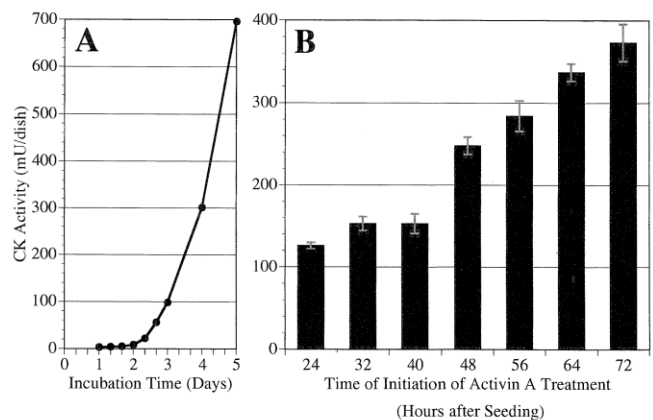 A
B
CK Activity (mU/dish)
700
600
500
400
300
200
100
0
0 1 2 3 4 5
Incubation Time (Days)
400
300
200
100
0
24 32 40 48 56 64 72
Time of Initiation of Activin A Treatment
(Hours after Seeding)